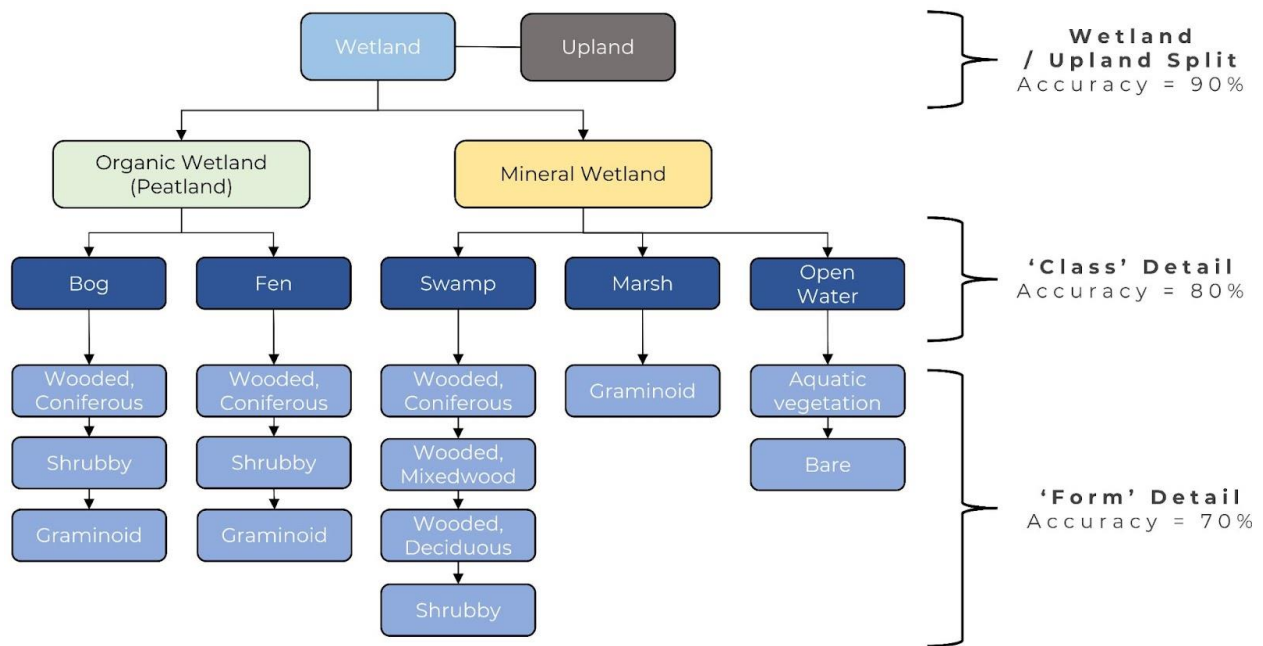 Wetland
Upland
Wetland
/ Upland Split
Accuracy = 90%
Organic Wetland
(Peatland)
Mineral Wetland
Bog
Fen
Swamp
Marsh
Open
Water
‘Class’ Detail
Accuracy = 80%
Wooded,
Coniferous
Wooded,
Coniferous
Wooded,
Coniferous
Graminoid
Aquatic
vegetation
Shrubby
Shrubby
Wooded,
Mixedwood
Bare
Graminoid
Graminoid
Wooded,
Deciduous
Shrubby
‘Form’ Detail
Accuracy = 70%